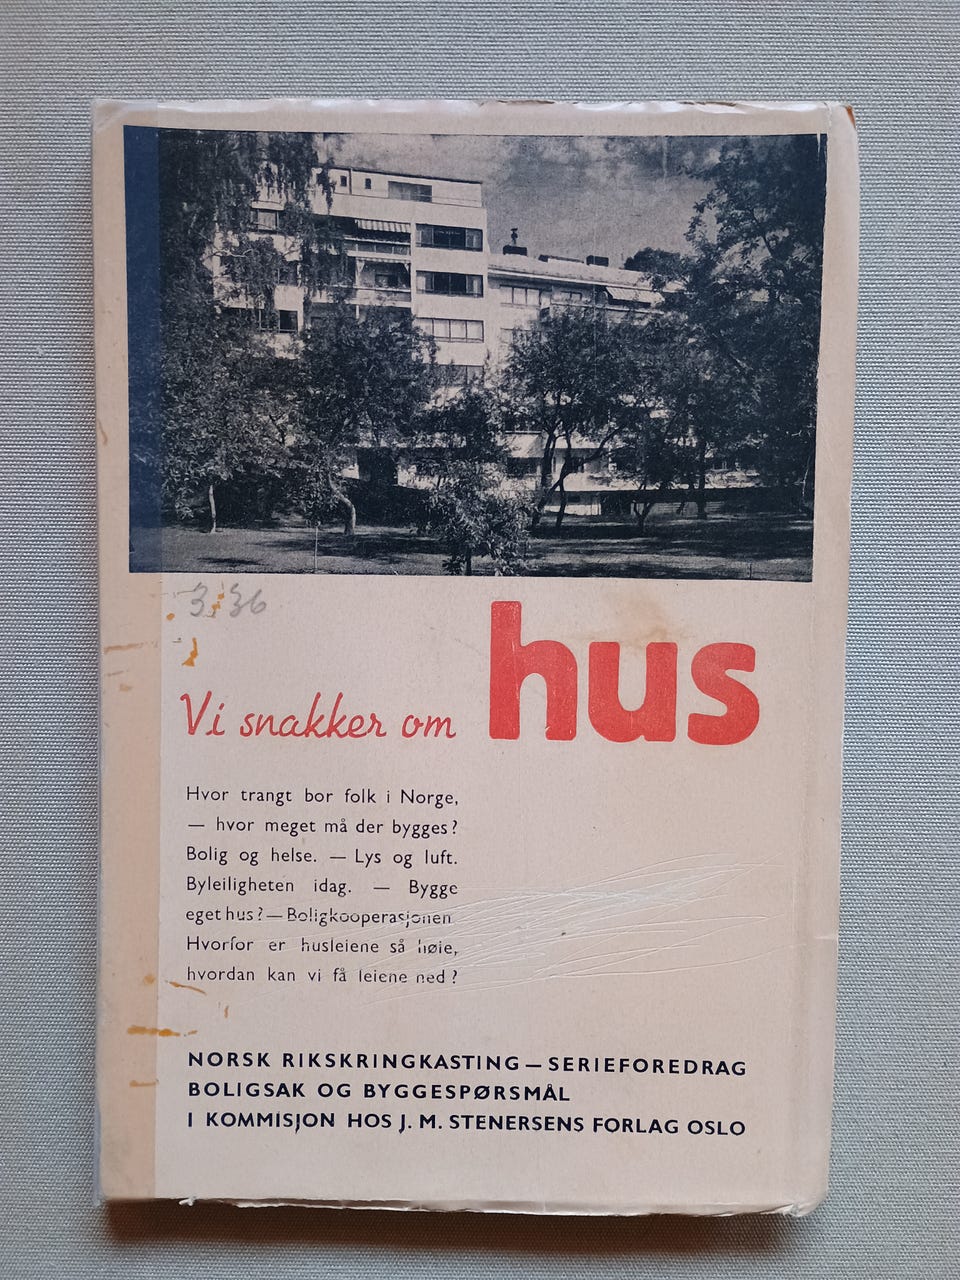 3.36
Vi snakker om hus
Hvor trangt bor folk i Norge,
— hvor meget må der bygges?
Bolig og helse. — Lys og luft.
Byleiligheten idag. — Bygge
eget hus? — Boligkooperasjonen
Hvorfor er husleiene så høie,
hvordan kan vi få leiene ned?
NORSK RIKSKRINGKASTING — SERIEFOREDRAG
BOLIGSAK OG BYGGESPØRSMÅL
I KOMMISJON HOS J. M. STENERSENS FORLAG OSLO